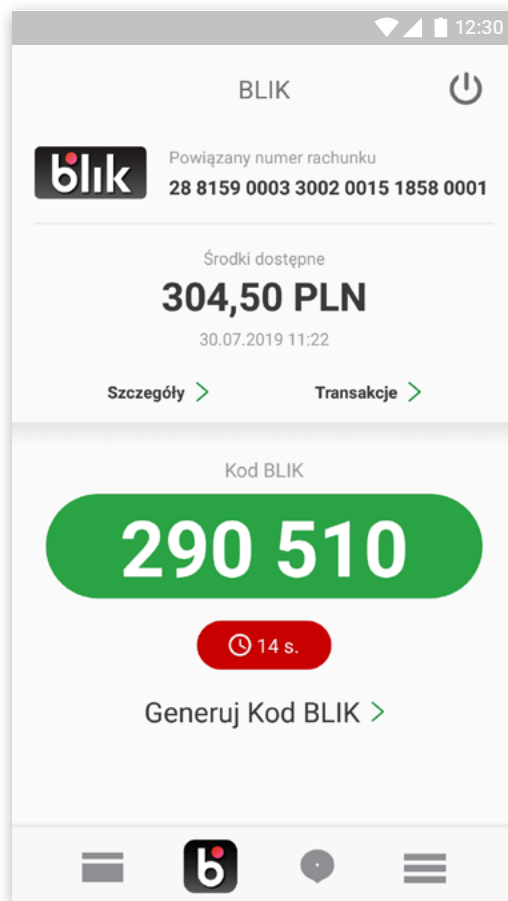 12:30
BLIK
blik
Powiązany numer rachunku
28 8159 0003 3002 0015 1858 0001
Środki dostępne
304,50 PLN
30.07.2019 11:22
Szczegóły
Transakcje
Kod BLIK
290 510
14 s.
Generuj Kod BLIK
b